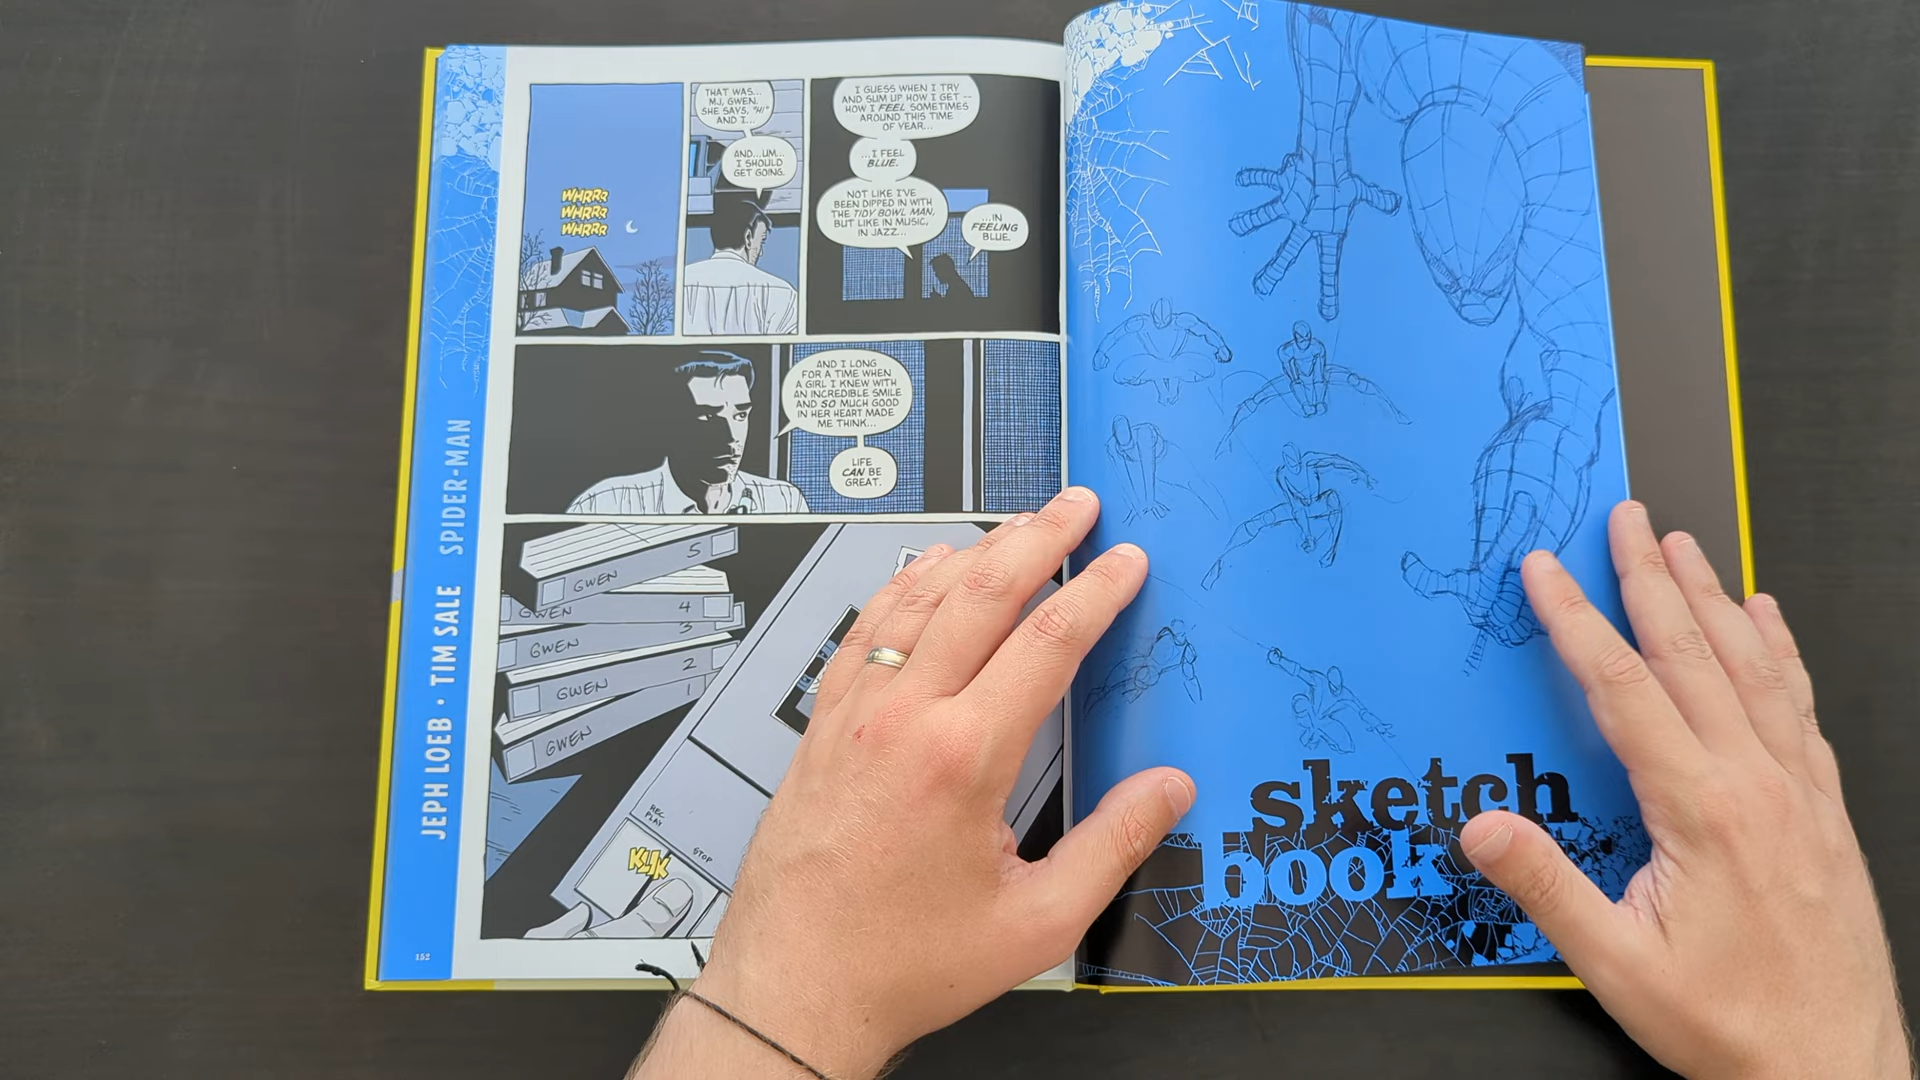 JEPH LOEB • TIM SALE SPIDER-MAN
WHRRR
WHRRR
WHRRR
THAT WAS...
MJ, GWEN.
SHE SAYS, "HI"
AND I...
AND...UM...
I SHOULD
GET GOING.
I GUESS WHEN I TRY
AND SUM UP HOW I GET --
HOW I FEEL SOMETIMES
AROUND THIS TIME
OF YEAR...
...I FEEL
BLUE.
NOT LIKE I'VE
BEEN DIPPED IN WITH
THE TIDY BOWL MAN,
BUT LIKE IN MUSIC,
IN JAZZ...
...IN
FEELING
BLUE.
AND I LONG
FOR A TIME WHEN
A GIRL I KNEW WITH
AN INCREDIBLE SMILE
AND SO MUCH GOOD
IN HER HEART MADE
ME THINK...
LIFE
CAN BE
GREAT.
5
GWEN
GWEN 4
3
GWEN
2
GWEN 1
GWEN
REC
PLAY
STOP
KLIK
152
sketch
book